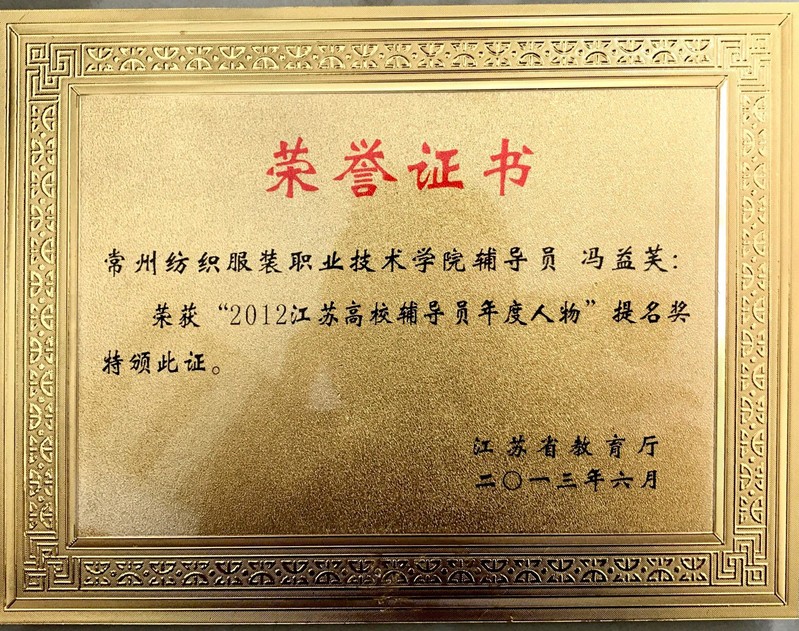 荣誉证书
常州纺织服装职业技术学院辅导员 冯益芙:
荣获“2012江苏高校辅导员年度人物”提名奖
特颁此证。
江苏省教育厅
二〇一三年六月